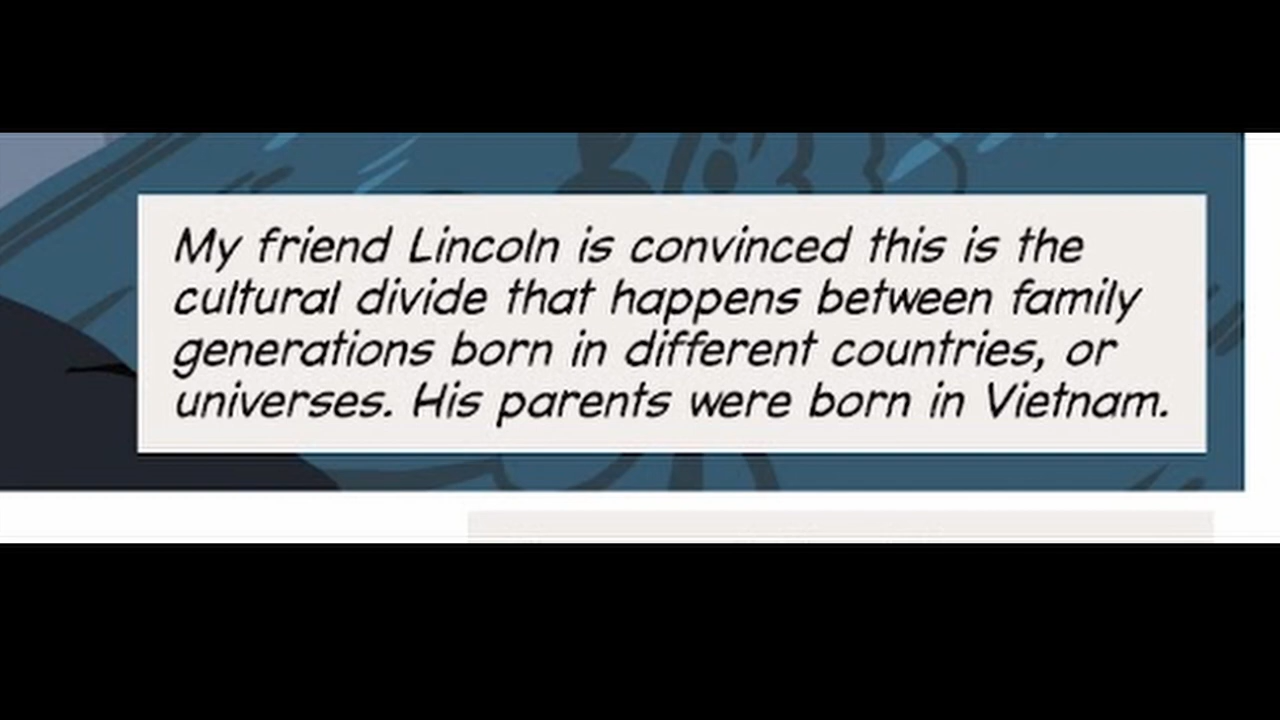 My friend Lincoln is convinced this is the
cultural divide that happens between family
generations born in different countries, or
universes. His parents were born in Vietnam.